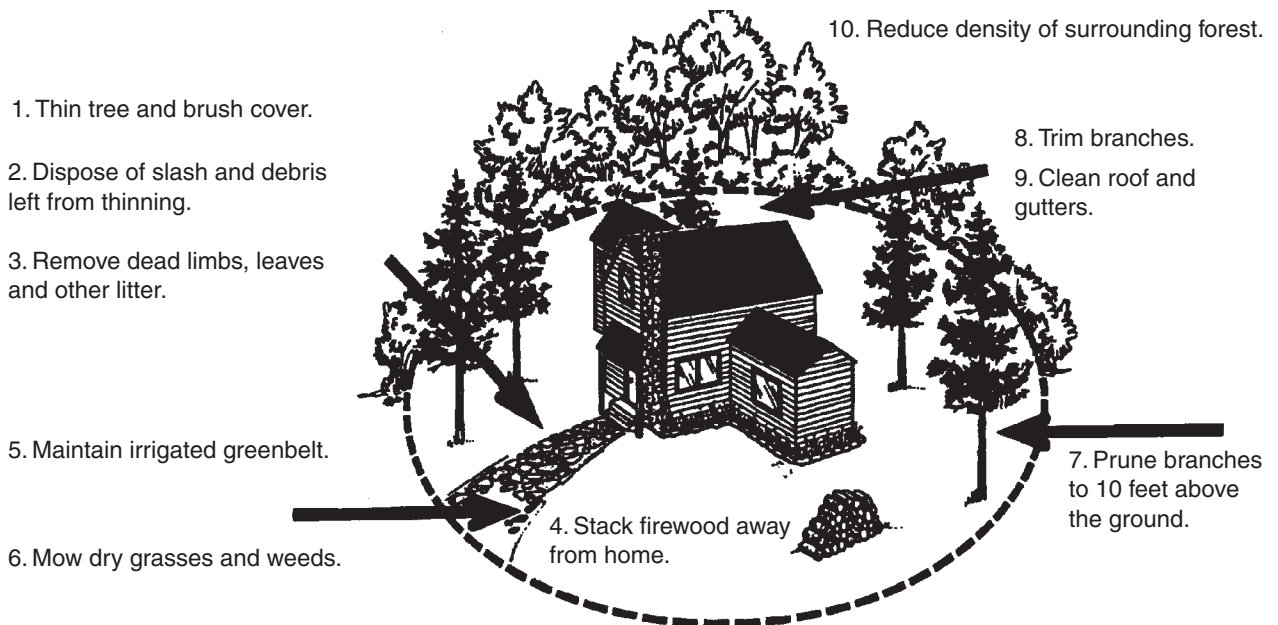 1. Thin tree and brush cover.
2. Dispose of slash and debris
left from thinning.
3. Remove dead limbs, leaves
and other litter.
4. Stack firewood away
from home.
5. Maintain irrigated greenbelt.
6. Mow dry grasses and weeds.
7. Prune branches
to 10 feet above
the ground.
8. Trim branches.
9. Clean roof and
gutters.
10. Reduce density of surrounding forest.